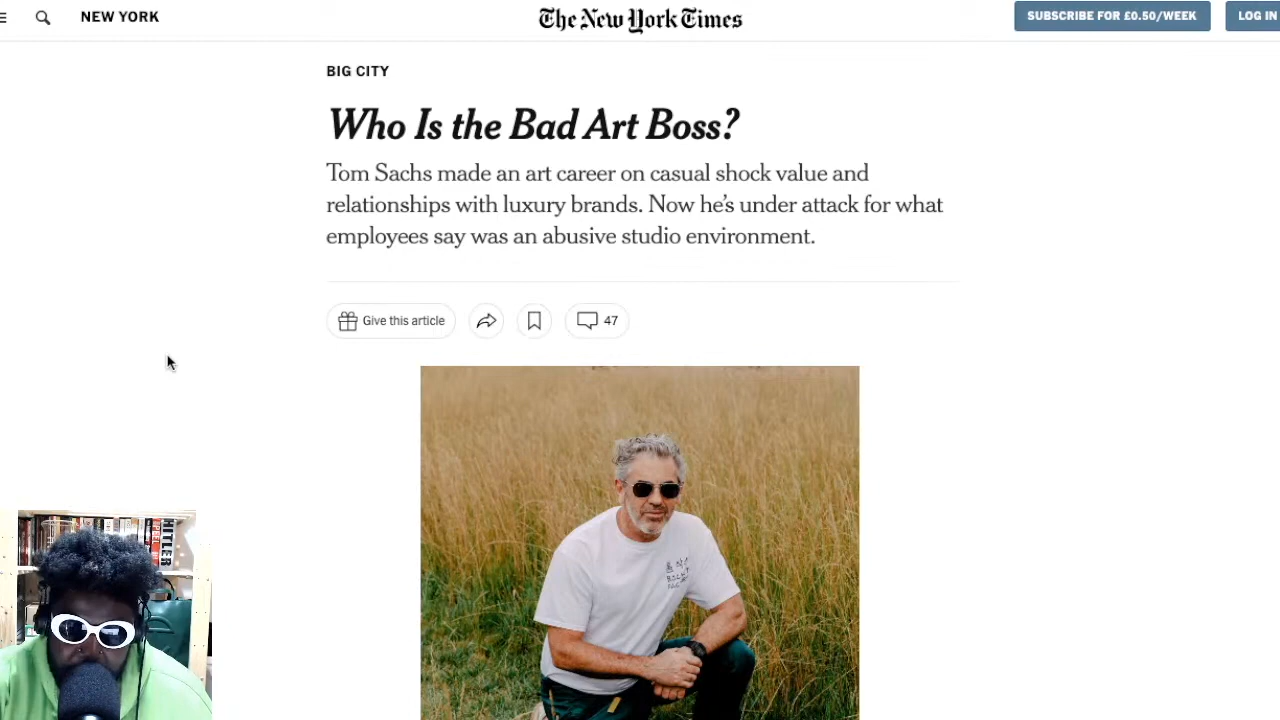 NEW YORK
The New York Times
SUBSCRIBE FOR £0.50/WEEK
LOG IN
BIG CITY
Who Is the Bad Art Boss?
Tom Sachs made an art career on casual shock value and
relationships with luxury brands. Now he's under attack for what
employees say was an abusive studio environment.
Give this article
47
HITLER